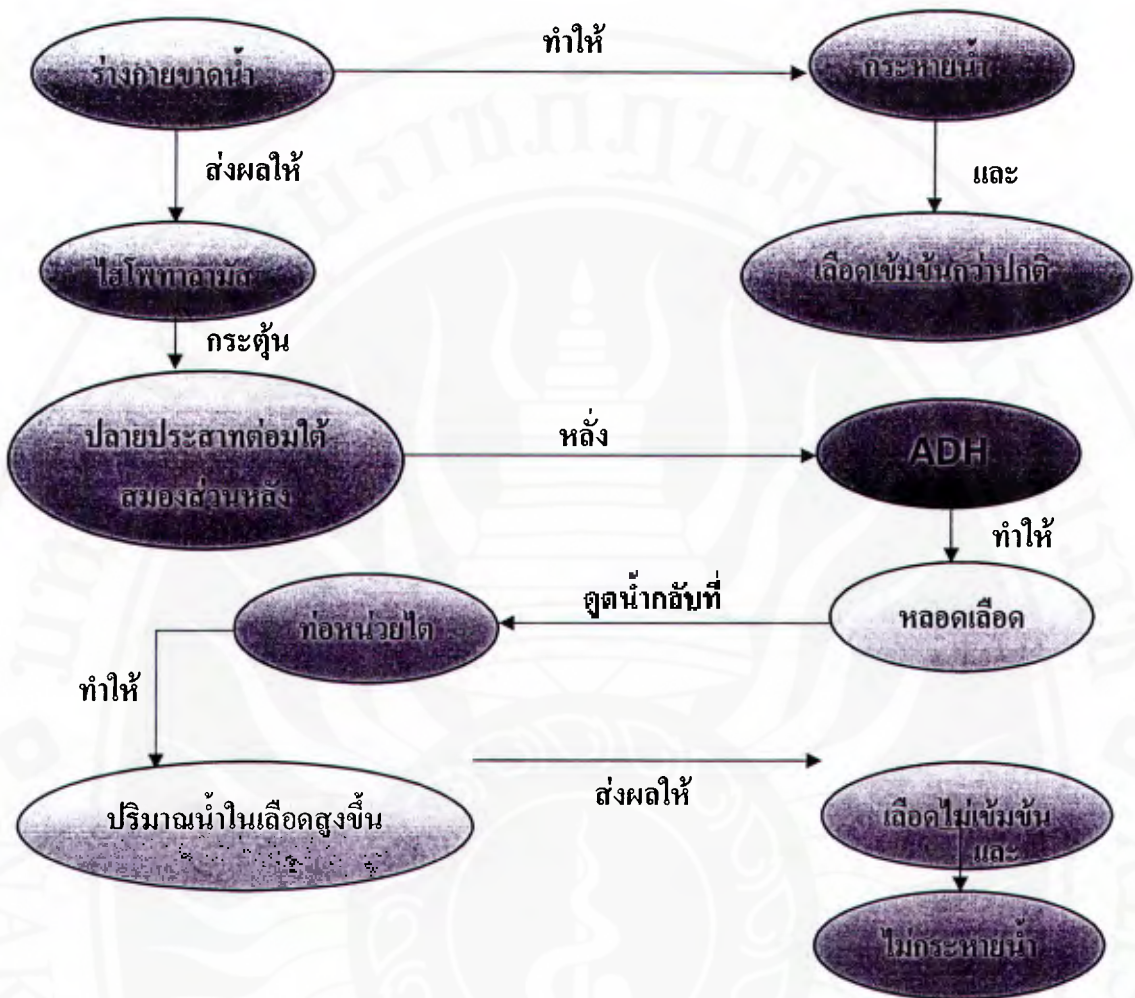 ร่างกายขาดน้ำ
ทำให้
กระหายน้ำ
ส่งผลให้
และ
ไฮโพทาลามัส
เลือดเข้มข้นกว่าปกติ
กระตุ้น
ปลายประสาทต่อมใต้
สมองส่วนหลัง
หลั่ง
ADH
ทำให้
หลอดเลือด
ดูดน้ำกลับที่
ท่อหน่วยไต
ทำให้
ปริมาณน้ำในเลือดสูงขึ้น
ส่งผลให้
เลือดไม่เข้มข้น
และ
ไม่กระหายน้ำ